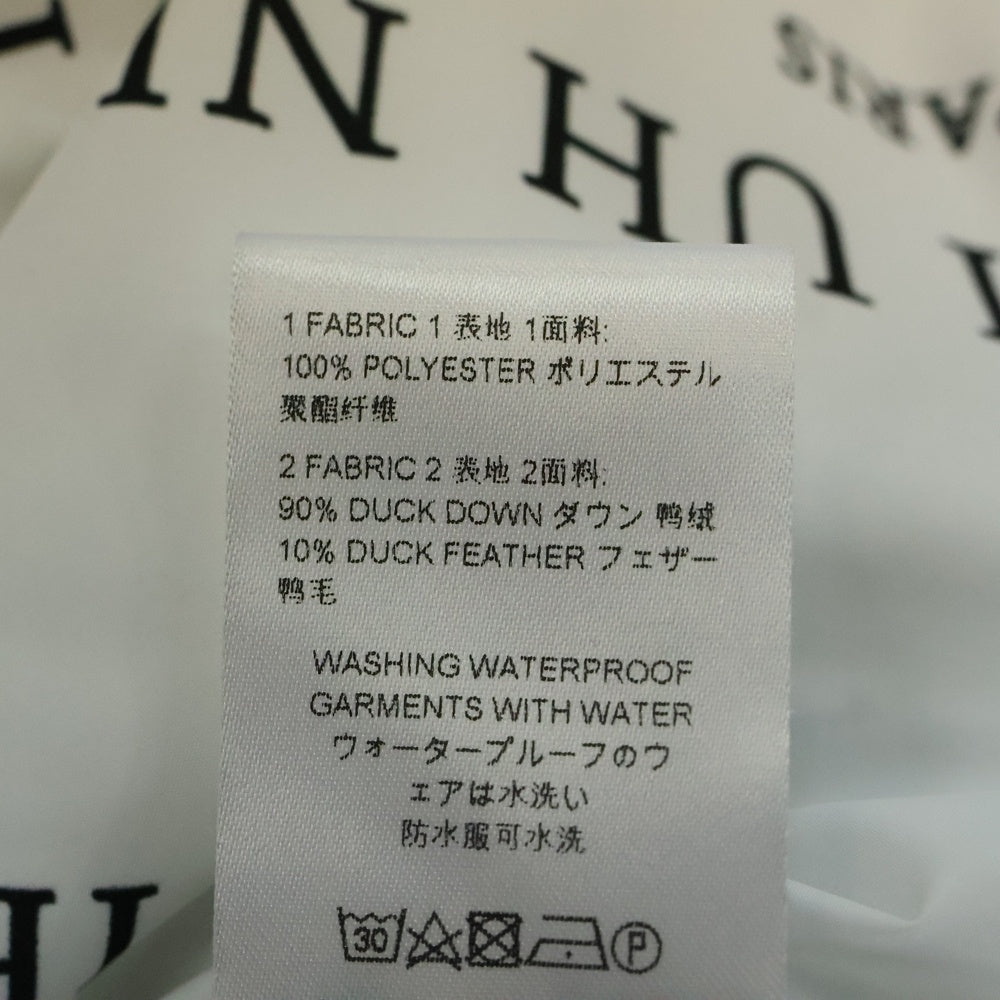 NI
H
U
PARIS
1 FABRIC 1 表地 1面料:
100% POLYESTER ポリエステル
聚酯纤维
2 FABRIC 2 表地 2面料:
90% DUCK DOWN ダウン 鸭绒
10% DUCK FEATHER フェザー
鸭毛
WASHING WATERPROOF
GARMENTS WITH WATER
ウォータープルーフのウ
ェアは水洗い
防水服可水洗
30 P